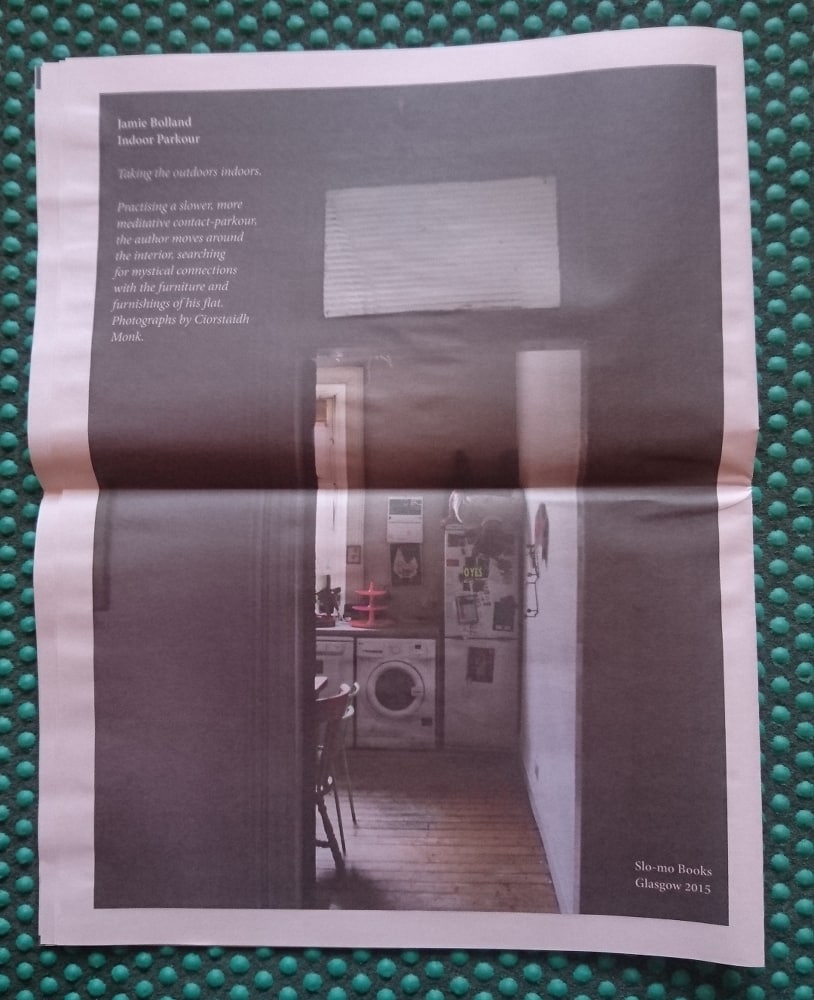 Jamie Bolland
Indoor Parkour
Taking the outdoors indoors.
Practising a slower, more
meditative contact-parkour,
the author moves around
the interior, searching
for mystical connections
with the furniture and
furnishings of his flat.
Photographs by Ciorstaidh
Monk.
O YES
Slo-mo Books
Glasgow 2015